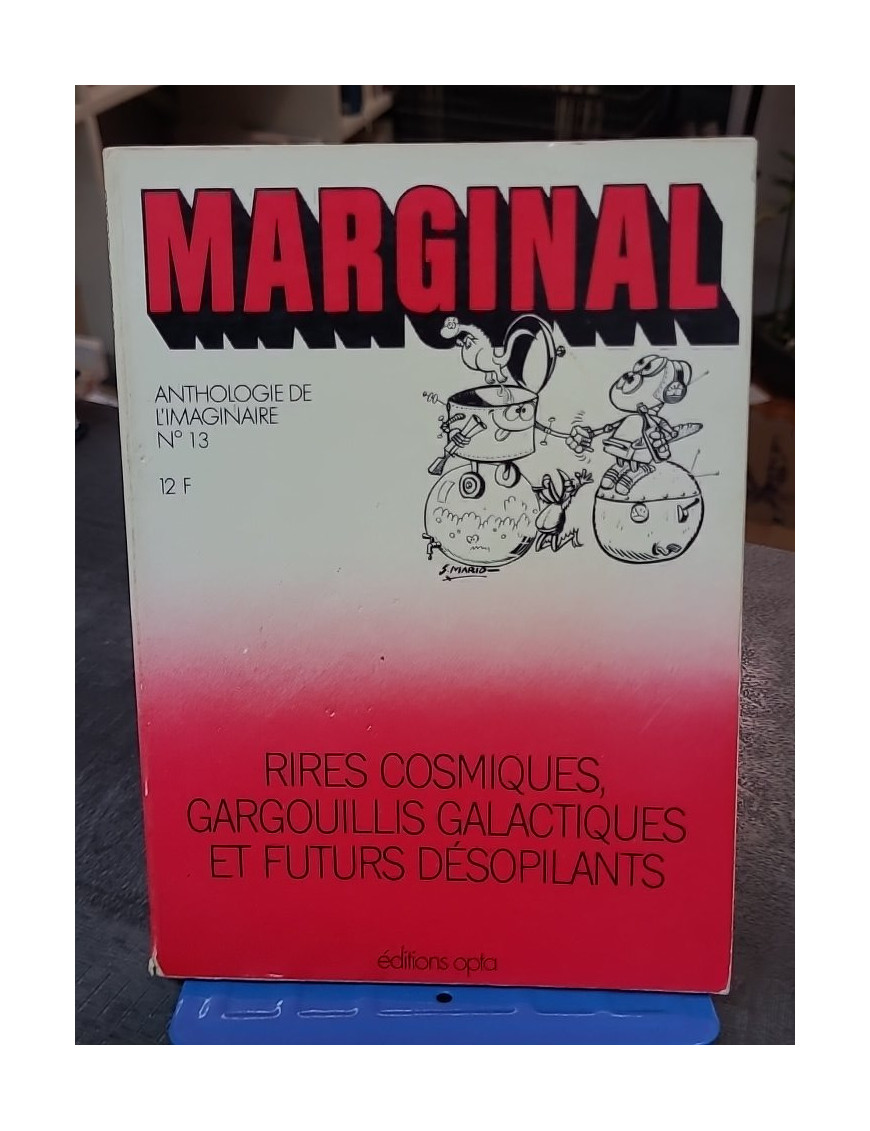 MARGINAL
ANTHOLOGIE DE
L'IMAGINAIRE
N° 13
12 F
S. MARIO
RIRES COSMIQUES,
GARGOUILLIS GALACTIQUES
ET FUTURS DÉSOPILANTS
éditions opta